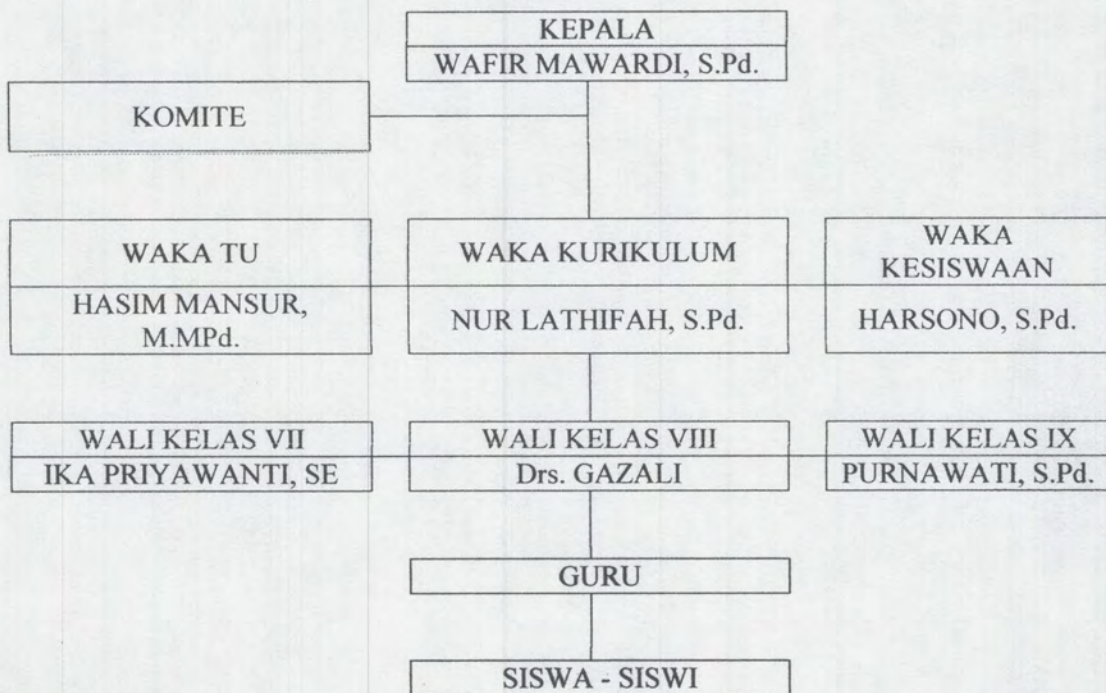 KEPALA
WAFIR MAWARDI, S.Pd.
KOMITE
WAKA TU
HASIM MANSUR,
M.MPd.
WAKA KURIKULUM
NUR LATHIFAH, S.Pd.
WAKA
KESISWAAN
HARSONO, S.Pd.
WALI KELAS VII
IKA PRIYAWANTI, SE
WALI KELAS VIII
Drs. GAZALI
WALI KELAS IX
PURNAWATI, S.Pd.
GURU
SISWA - SISWI